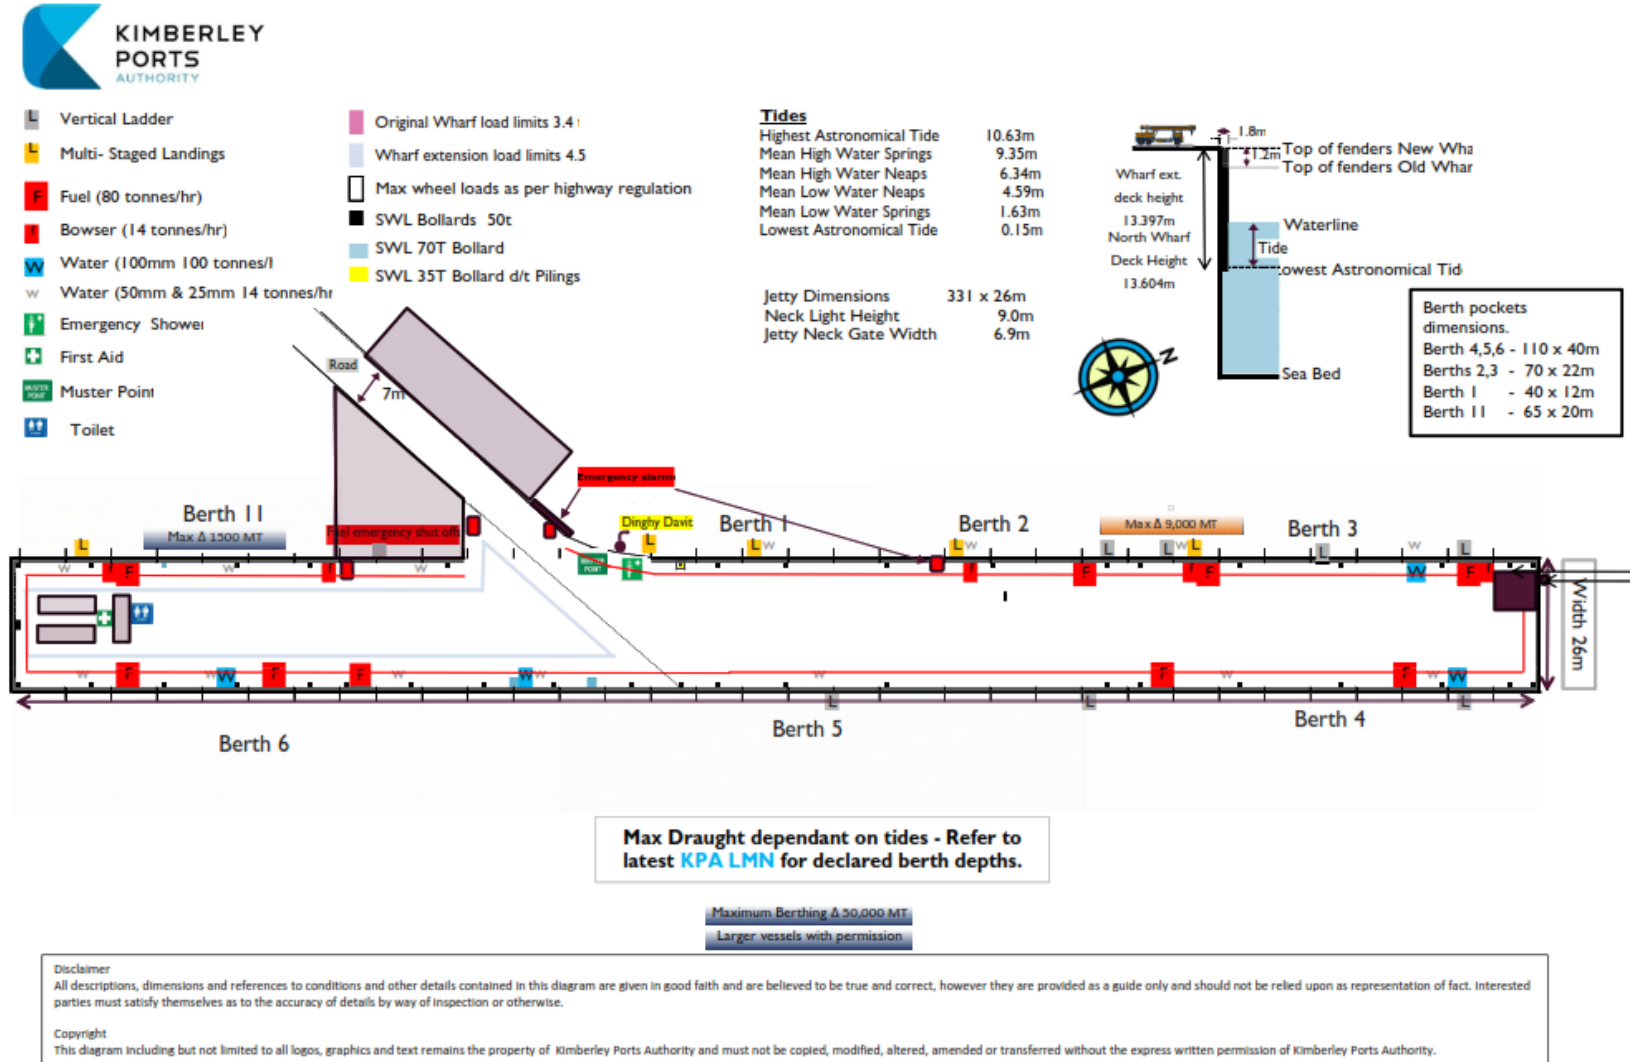 KIMBERLEY
PORTS
AUTHORITY
L Vertical Ladder
L Multi- Staged Landings
F Fuel (80 tonnes/hr)
f Bowser (14 tonnes/hr)
W Water (100mm 100 tonnes/
w Water (50mm & 25mm 14 tonnes/hr
Emergency Shower
First Aid
MUSTER POINT Muster Point
Toilet
Original Wharf load limits 3.4
Wharf extension load limits 4.5
Max wheel loads as per highway regulation
SWL Bollards 50t
SWL 70T Bollard
SWL 35T Bollard d/t Pilings
Tides
Highest Astronomical Tide 10.63m
Mean High Water Springs 9.35m
Mean High Water Neaps 6.34m
Mean Low Water Neaps 4.59m
Mean Low Water Springs 1.63m
Lowest Astronomical Tide 0.15m
Jetty Dimensions 331 x 26m
Neck Light Height 9.0m
Jetty Neck Gate Width 6.9m
1.8m
1.2m
Top of fenders New Wha
Top of fenders Old Whar
Wharf ext.
deck height
13.397m
North Wharf
Deck Height
13.604m
Waterline
Tide
owest Astronomical Tid
Sea Bed
N
Berth pockets
dimensions.
Berth 4,5,6 - 110 x 40m
Berths 2,3 - 70 x 22m
Berth 1 - 40 x 12m
Berth 11 - 65 x 20m
Road
7m
Emergency alarm
Berth 11
Max Δ 1500 MT
Fuel emergency shut offs
Dinghy Davit
Berth 1
Berth 2
Max Δ 9,000 MT
Berth 3
L L L w L w L L w L L w L
w f F w f w MUSTER POINT f F f F W F f
Width 26m
w F w W F F w W w w F w F w W
L L L
Berth 6
Berth 5
Berth 4
Max Draught dependant on tides - Refer to
latest KPA LMN for declared berth depths.
Maximum Berthing Δ 50,000 MT
Larger vessels with permission
Disclaimer
All descriptions, dimensions and references to conditions and other details contained in this diagram are given in good faith and are believed to be true and correct, however they are provided as a guide only and should not be relied upon as representation of fact. Interested
parties must satisfy themselves as to the accuracy of details by way of inspection or otherwise.
Copyright
This diagram including but not limited to all logos, graphics and text remains the property of Kimberley Ports Authority and must not be copied, modified, altered, amended or transferred without the express written permission of Kimberley Ports Authority.